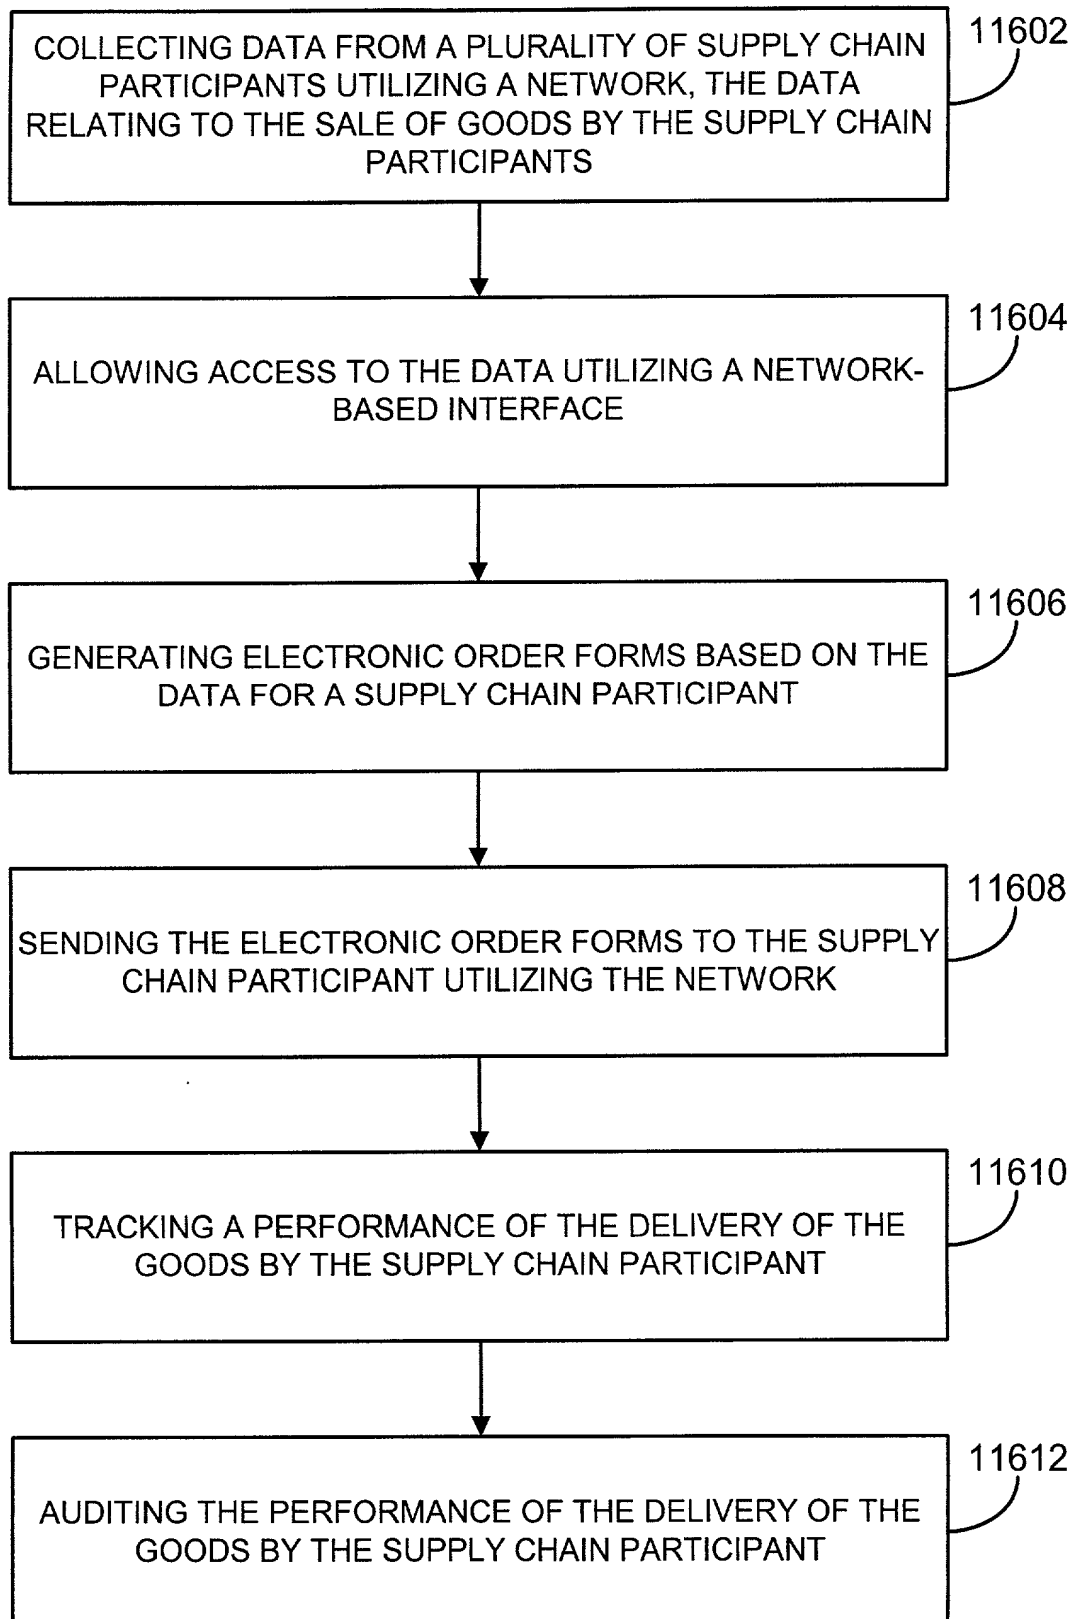 11602
COLLECTING DATA FROM A PLURALITY OF SUPPLY CHAIN
PARTICIPANTS UTILIZING A NETWORK, THE DATA
RELATING TO THE SALE OF GOODS BY THE SUPPLY CHAIN
PARTICIPANTS
11604
ALLOWING ACCESS TO THE DATA UTILIZING A NETWORK-
BASED INTERFACE
11606
GENERATING ELECTRONIC ORDER FORMS BASED ON THE
DATA FOR A SUPPLY CHAIN PARTICIPANT
11608
SENDING THE ELECTRONIC ORDER FORMS TO THE SUPPLY
CHAIN PARTICIPANT UTILIZING THE NETWORK
11610
TRACKING A PERFORMANCE OF THE DELIVERY OF THE
GOODS BY THE SUPPLY CHAIN PARTICIPANT
11612
AUDITING THE PERFORMANCE OF THE DELIVERY OF THE
GOODS BY THE SUPPLY CHAIN PARTICIPANT